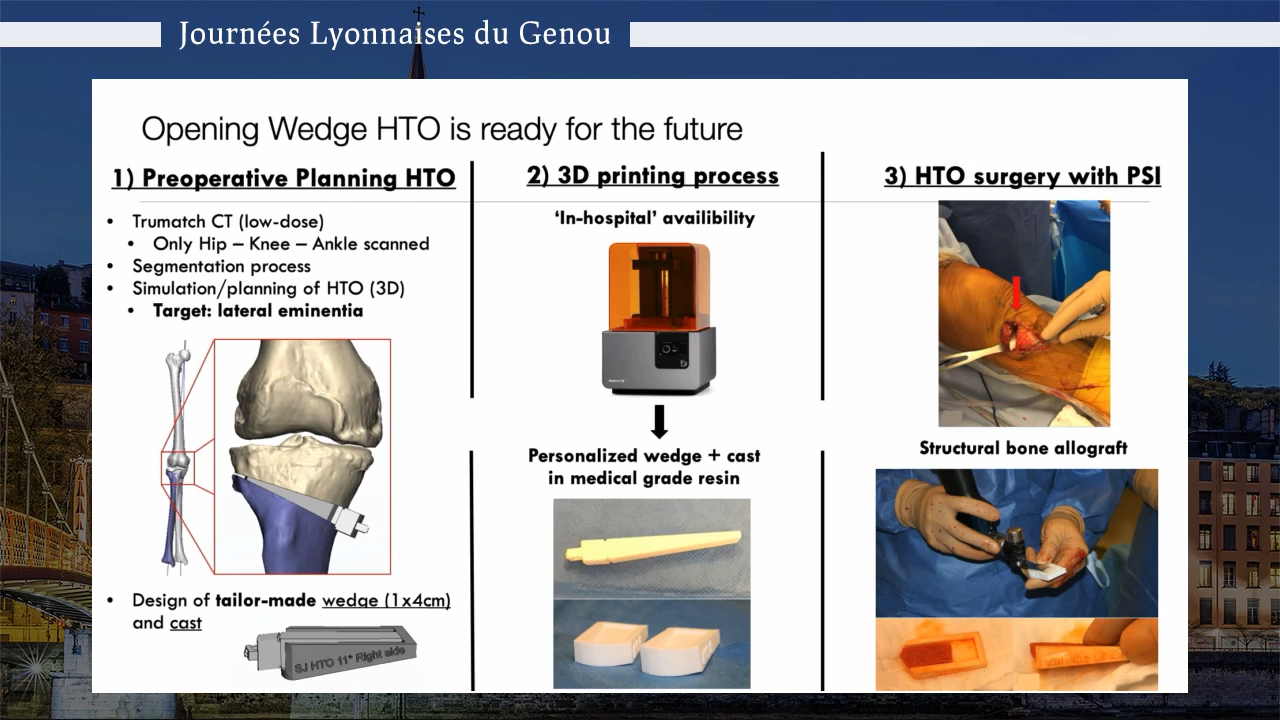 Journées Lyonnaises du Genou
Opening Wedge HTO is ready for the future
1) Preoperative Planning HTO
• Trumatch CT (low-dose)
• Only Hip – Knee – Ankle scanned
• Segmentation process
• Simulation/planning of HTO (3D)
• Target: lateral eminentia
• Design of tailor-made wedge (1x4cm)
and cast
SJ HTO 11° Right side
2) 3D printing process
‘In-hospital’ availibility
Personalized wedge + cast
in medical grade resin
3) HTO surgery with PSI
Structural bone allograft